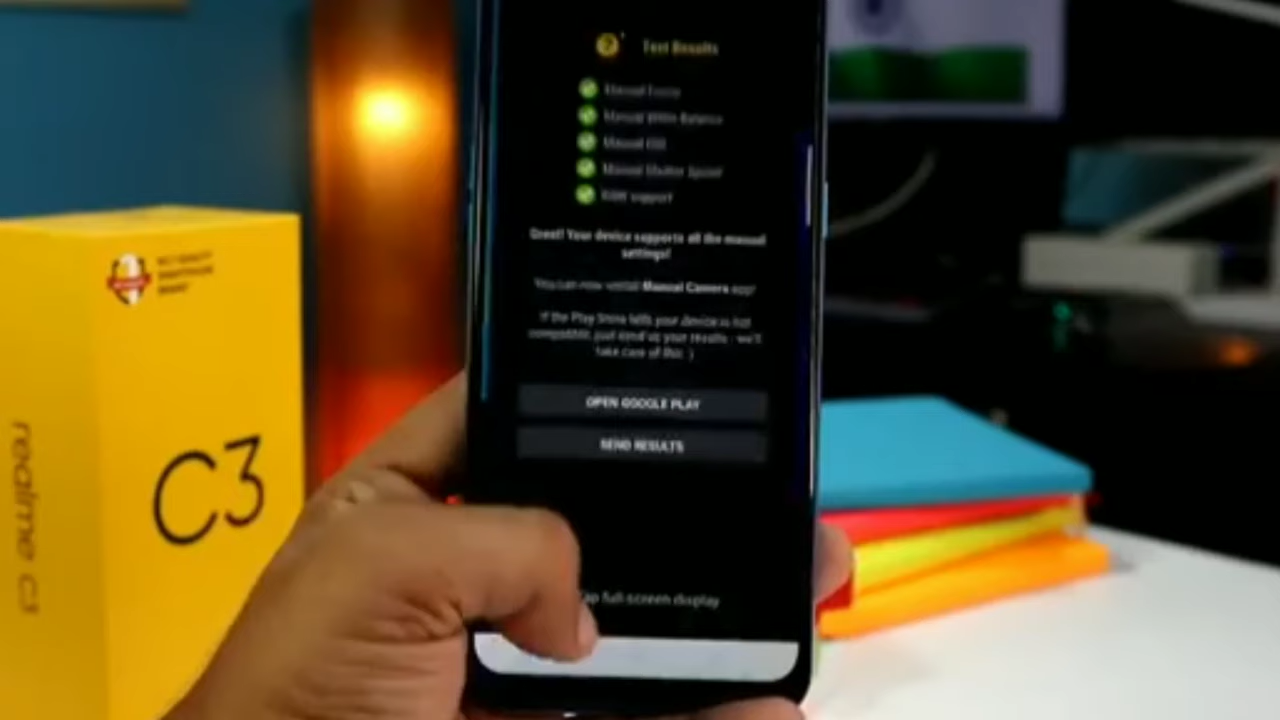 Test Results
Manual Focus
Manual White Balance
Manual ISO
Manual Shutter Speed
RAW support
Great! Your device supports all the manual
settings!
You can now install Manual Camera app!
If the Play Store tells your device is not
compatible, just send us your results - we'll
take care of this :)
OPEN GOOGLE PLAY
SEND RESULTS
ap full screen display
realme C3
C3